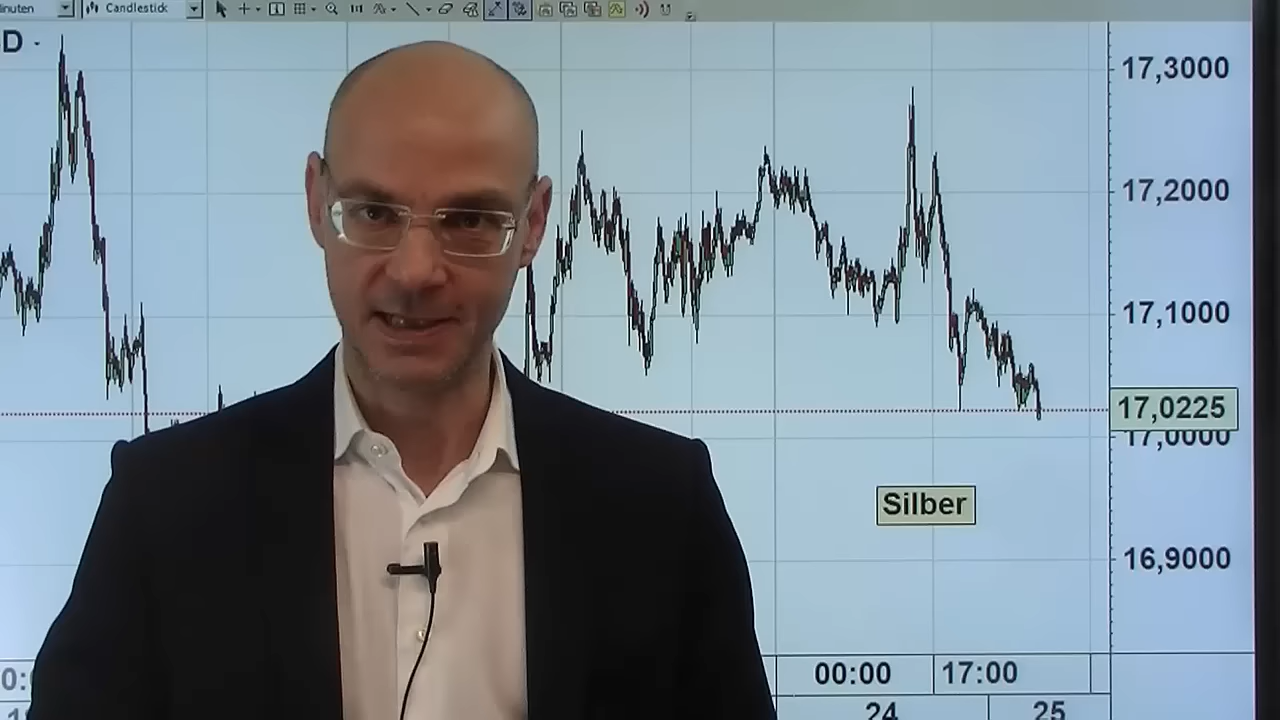 inuten
Candlestick
D -
17,3000
17,2000
17,1000
17,0225
17,0000
Silber
16,9000
00:00
17:00
24
25